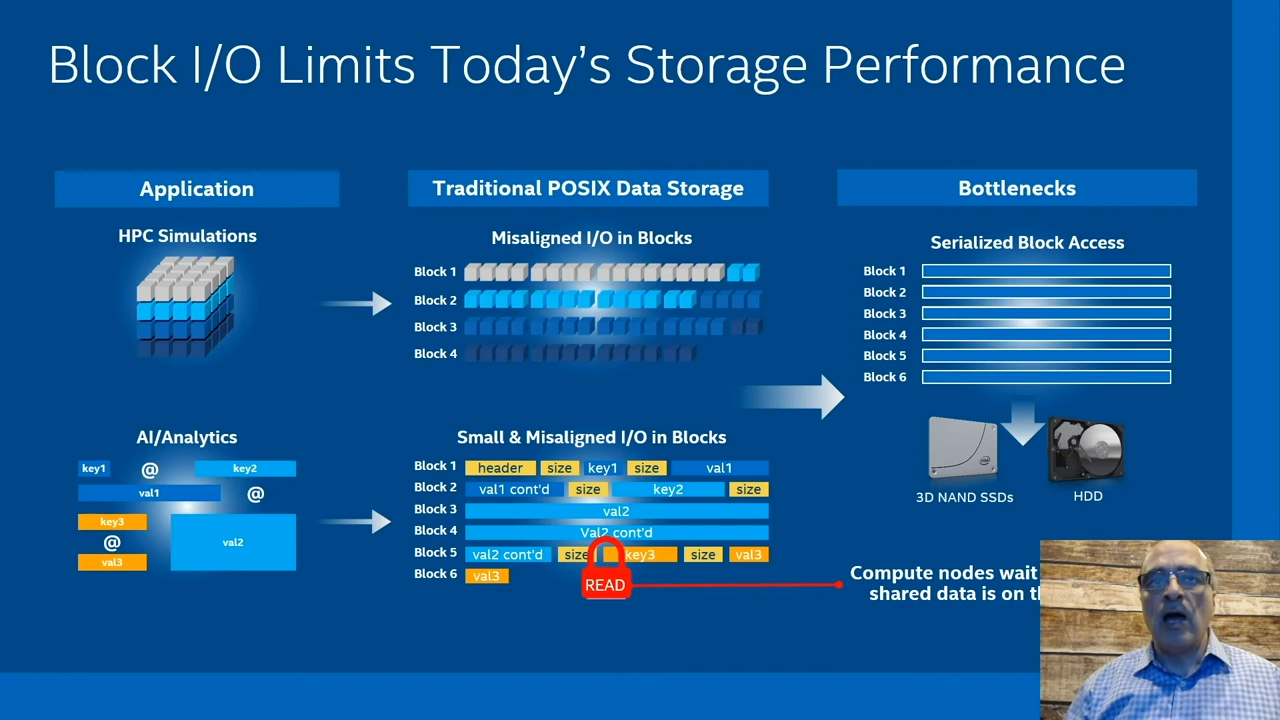 Block I/O Limits Today's Storage Performance
Application
Traditional POSIX Data Storage
Bottlenecks
HPC Simulations
Misaligned I/O in Blocks
Block 1
Block 2
Block 3
Block 4
Serialized Block Access
Block 1
Block 2
Block 3
Block 4
Block 5
Block 6
3D NAND SSDs
HDD
AI/Analytics
key1 @ key2
val1 @
key3
@ val2
val3
Small & Misaligned I/O in Blocks
Block 1 header size key1 size val1
Block 2 val1 cont'd size key2 size
Block 3 val2
Block 4 Val2 cont'd
Block 5 val2 cont'd size key3 size val3
Block 6 val3
READ
Compute nodes wait
shared data is on